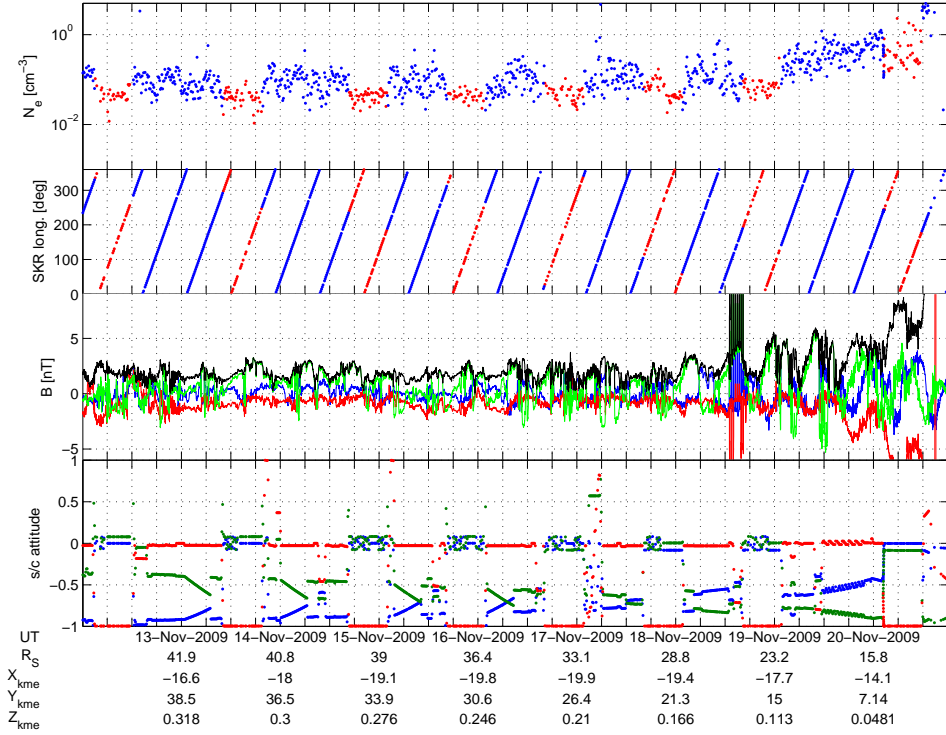 10^0
10^-2
N_e [cm^-3]
300
200
100
0
SKR long. [deg]
5
0
−5
B [nT]
1
0.5
0
−0.5
−1
s/c attitude
UT 13-Nov-2009 14-Nov-2009 15-Nov-2009 16-Nov-2009 17-Nov-2009 18-Nov-2009 19-Nov-2009 20-Nov-2009
R_S 41.9 40.8 39 36.4 33.1 28.8 23.2 15.8
X_kme −16.6 −18 −19.1 −19.8 −19.9 −19.4 −17.7 −14.1
Y_kme 38.5 36.5 33.9 30.6 26.4 21.3 15 7.14
Z_kme 0.318 0.3 0.276 0.246 0.21 0.166 0.113 0.0481